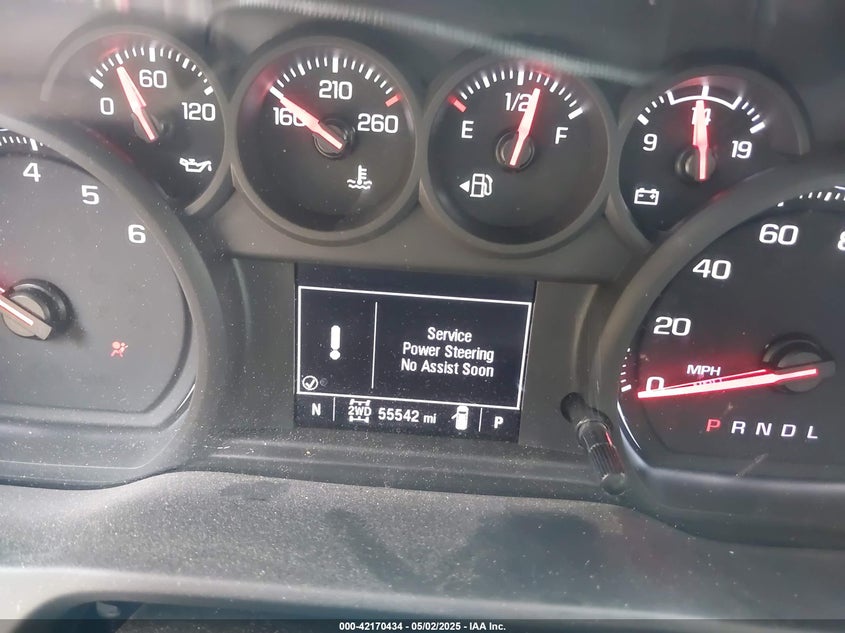 0 60 120
160 210 260
E 1/2 F
9 14 19
4 5 6
Service
Power Steering
No Assist Soon
N 2WD 55542 mi P
0 20 40 60
MPH
P R N D L
000-42170434 - 05/02/2025 - IAA Inc.